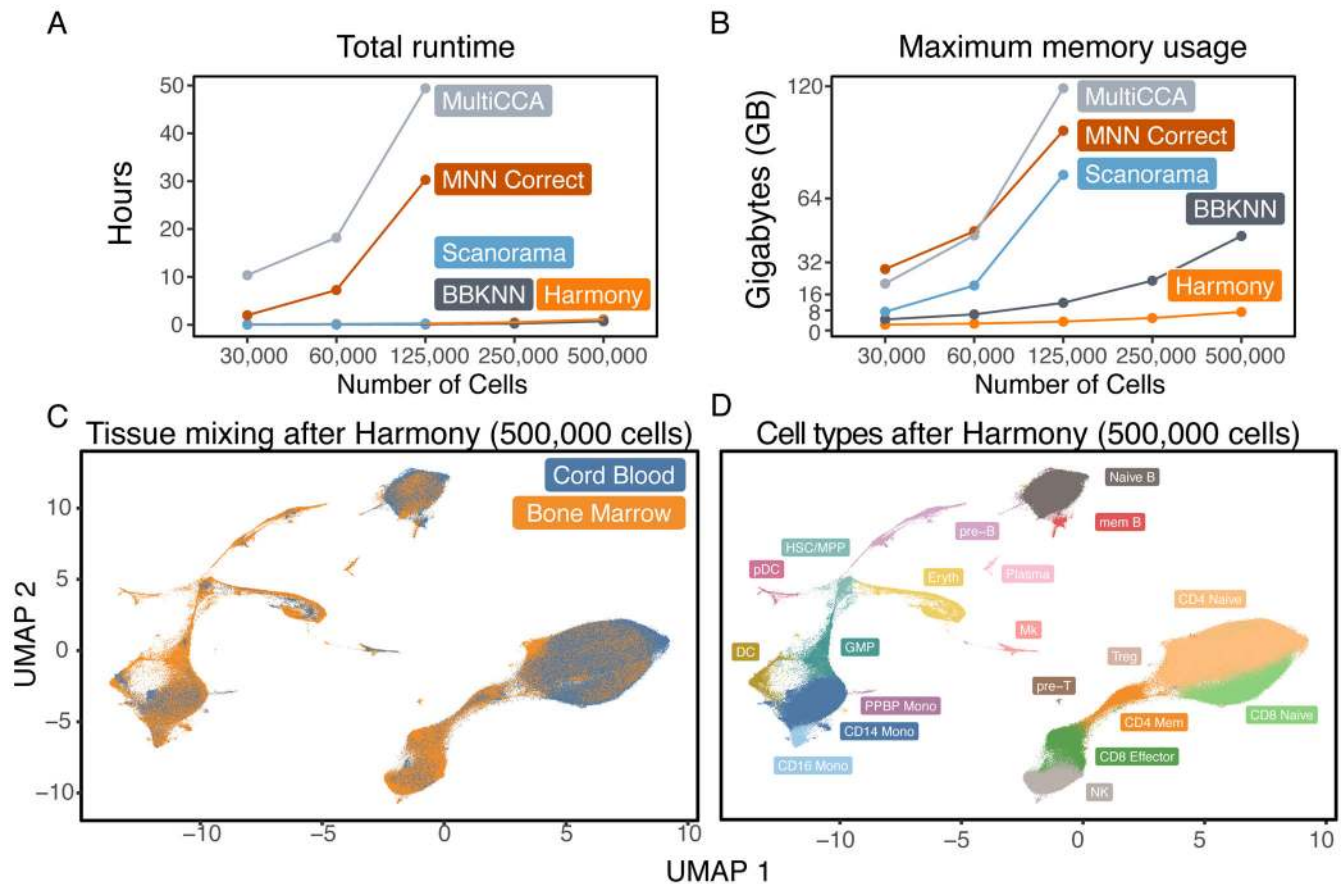 A
Total runtime
Hours
50
40
30
20
10
0
MultiCCA
MNN Correct
Scanorama
BBKNN
Harmony
30,000 60,000 125,000 250,000 500,000
Number of Cells
B
Maximum memory usage
Gigabytes (GB)
120
64
32
16
8
0
MultiCCA
MNN Correct
Scanorama
BBKNN
Harmony
30,000 60,000 125,000 250,000 500,000
Number of Cells
C
Tissue mixing after Harmony (500,000 cells)
Cord Blood
Bone Marrow
UMAP 2
10
5
0
−5
−10
−10 −5 0 5 10
D
Cell types after Harmony (500,000 cells)
Naive B
mem B
pre−B
HSC/MPP
pDC
Eryth
Plasma
CD4 Naive
Mk
DC
GMP
Treg
pre−T
PPBP Mono
CD4 Mem
CD8 Naive
CD14 Mono
CD8 Effector
CD16 Mono
NK
−10 −5 0 5 10
UMAP 1